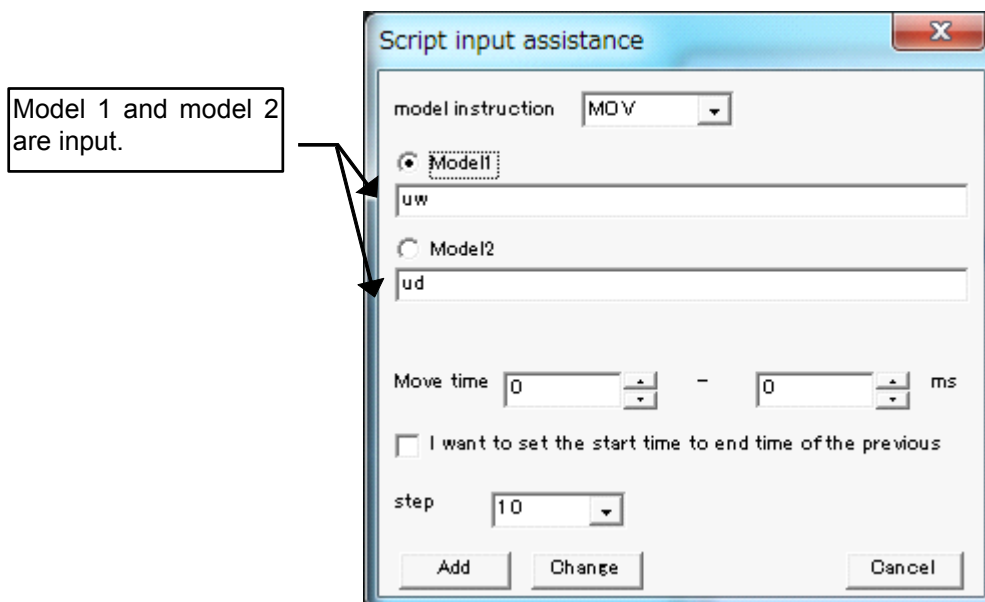 Script input assistance
Model 1 and model 2
are input.
model instruction MOV
Model1
uw
Model2
ud
Move time 0 - 0 ms
I want to set the start time to end time of the previous
step 10
Add Change Cancel